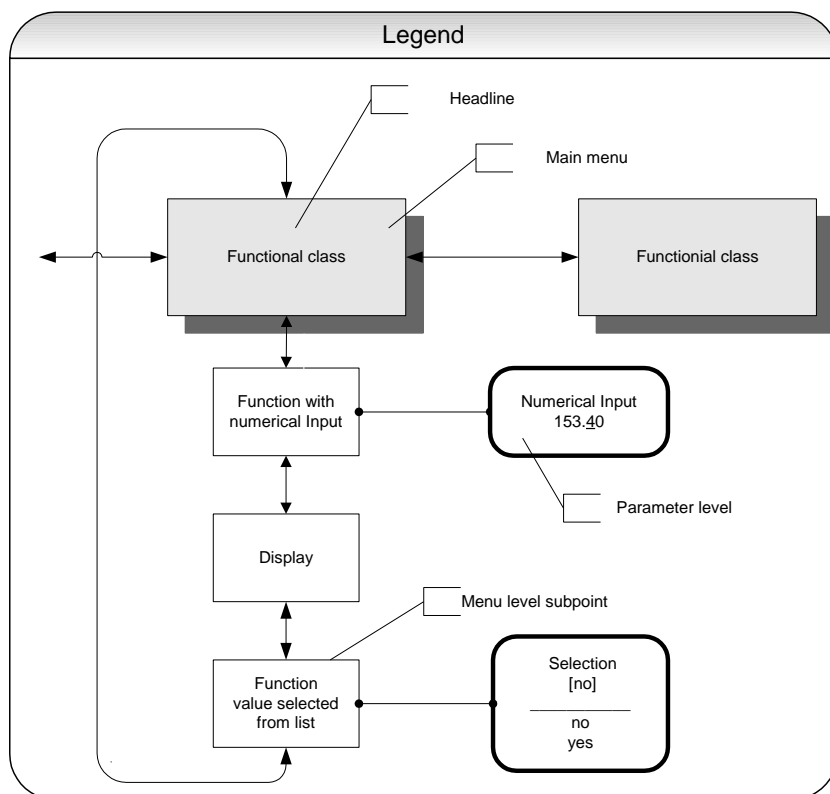 Legend
Headline
Main menu
Functional class
Functionial class
Function with
numerical Input
Numerical Input
153.40
Parameter level
Display
Menu level subpoint
Function
value selected
from list
Selection
[no]
___________
no
yes